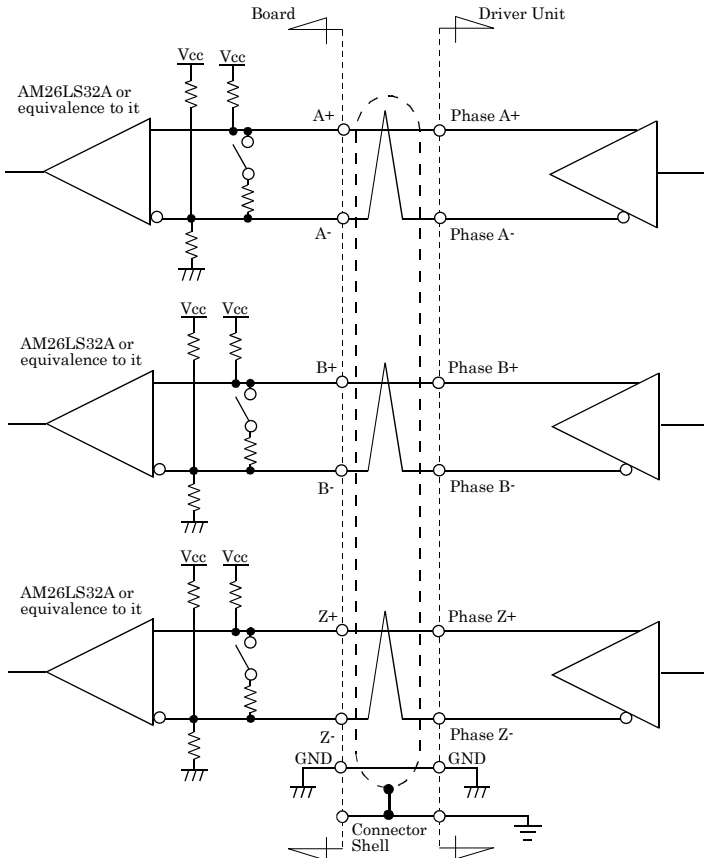 Board
Driver Unit
Vcc
Vcc
AM26LS32A or
equivalence to it
A+
Phase A+
A-
Phase A-
Vcc
Vcc
AM26LS32A or
equivalence to it
B+
Phase B+
B-
Phase B-
Vcc
Vcc
AM26LS32A or
equivalence to it
Z+
Phase Z+
Z-
Phase Z-
GND
GND
Connector
Shell